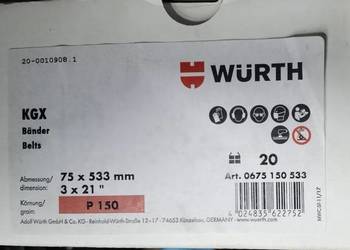 20-0010908.1
WÜRTH
KGX
Bänder
Belts
20
Abmessung/
dimension:
75 x 533 mm
3 x 21"
Art. 0675 150 533
Körnung/
grain:
P 150
4 024835 622752
Adolf Würth GmbH & Co. KG - Reinhold-Würth-Straße 12-17 - 74653 Künzelsau, GERMANY - www.wuerth.com